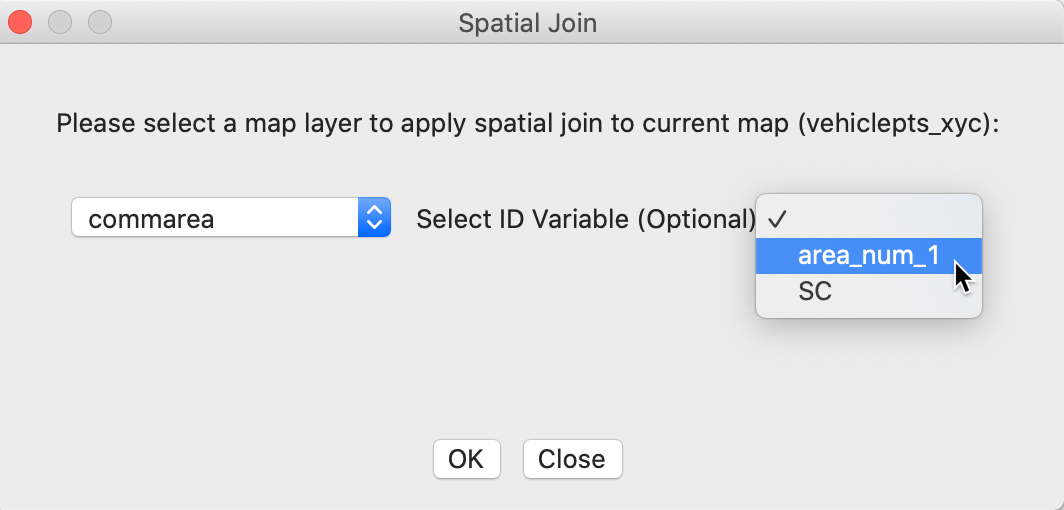 Spatial Join
Please select a map layer to apply spatial join to current map (vehiclepts_xyc):
commarea Select ID Variable (Optional) ✓
area_num_1
SC
OK Close